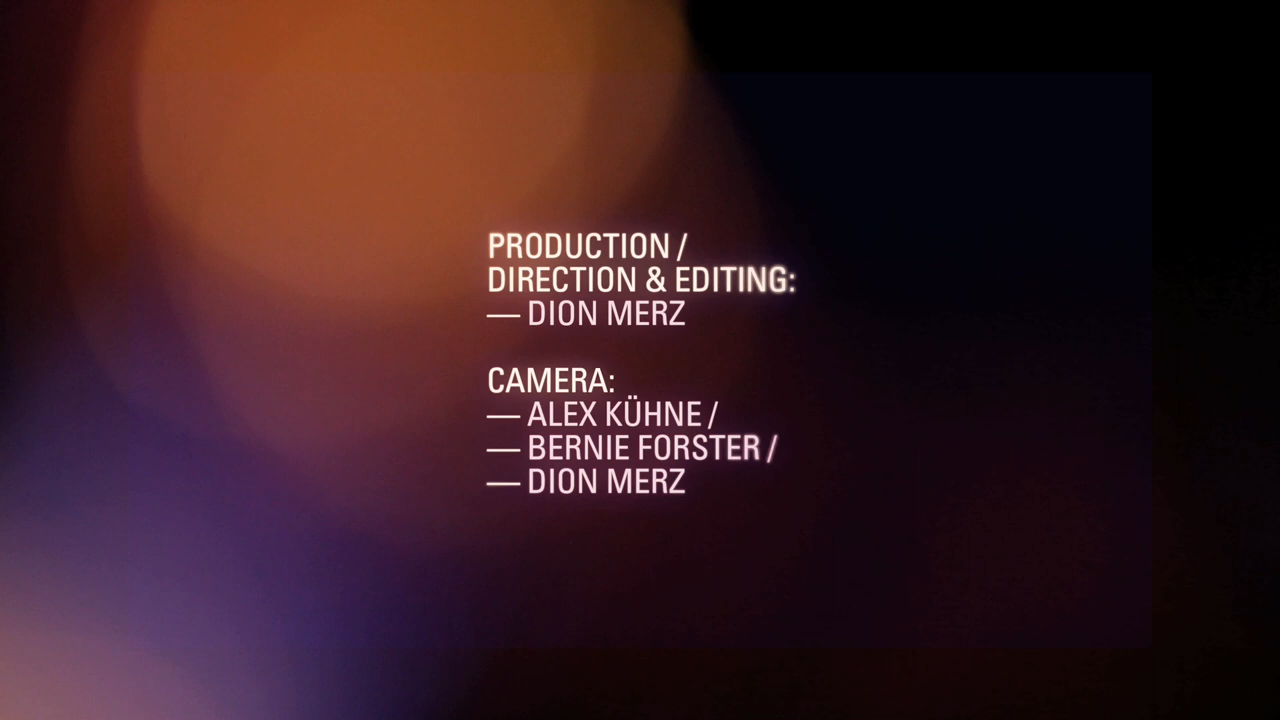 PRODUCTION /
DIRECTION & EDITING:
— DION MERZ
CAMERA:
— ALEX KÜHNE /
— BERNIE FORSTER /
— DION MERZ